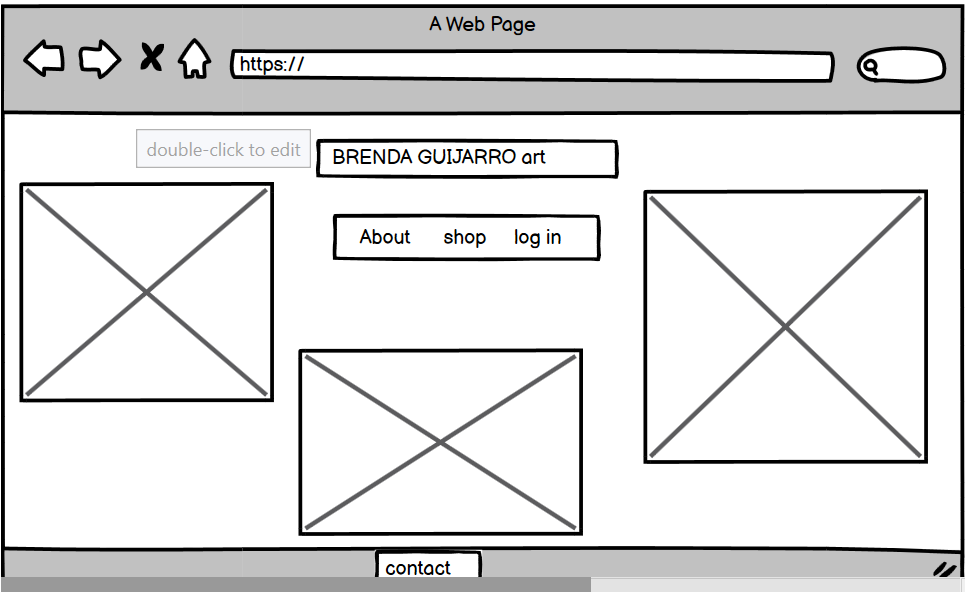 A Web Page
https://
double-click to edit
BRENDA GUIJARRO art
About shop log in
contact